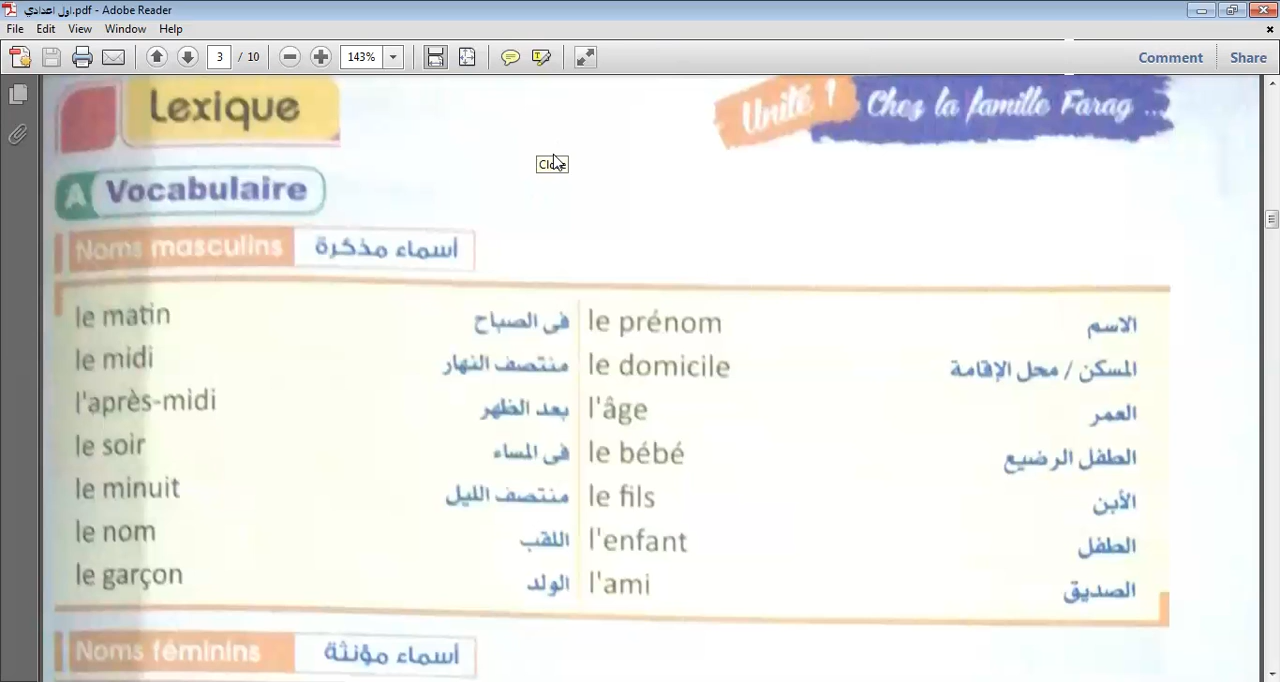 اول اعدادي.pdf - Adobe Reader
File Edit View Window Help
3 / 10 143% Comment Share
Lexique
Unité 1 Chez la famille Farag ...
A Vocabulaire
Noms masculins أسماء مذكرة
le matin فى الصباح le prénom الاسم
le midi منتصف النهار le domicile المسكن / محل الإقامة
l'après-midi بعد الظهر l'âge العمر
le soir فى المساء le bébé الطفل الرضيع
le minuit منتصف الليل le fils الأبن
le nom اللقب l'enfant الطفل
le garçon الولد l'ami الصديق
Noms féminins أسماء مؤنثة